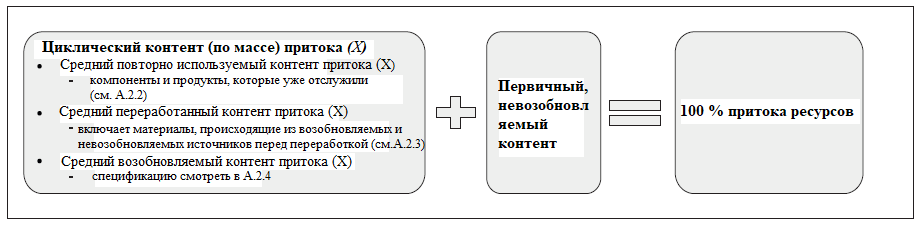 Циклический контент (по массе) притока (X)
• Средний повторно используемый контент притока (X)
- компоненты и продукты, которые уже отслужили
(см. А.2.2)
• Средний переработанный контент притока (X)
- включает материалы, происходящие из возобновляемых и
невозобновляемых источников перед переработкой (см.А.2.3)
• Средний возобновляемый контент притока (X)
- спецификацию смотреть в А.2.4
Первичный,
невозобновл
яемый
контент
100 % притока ресурсов